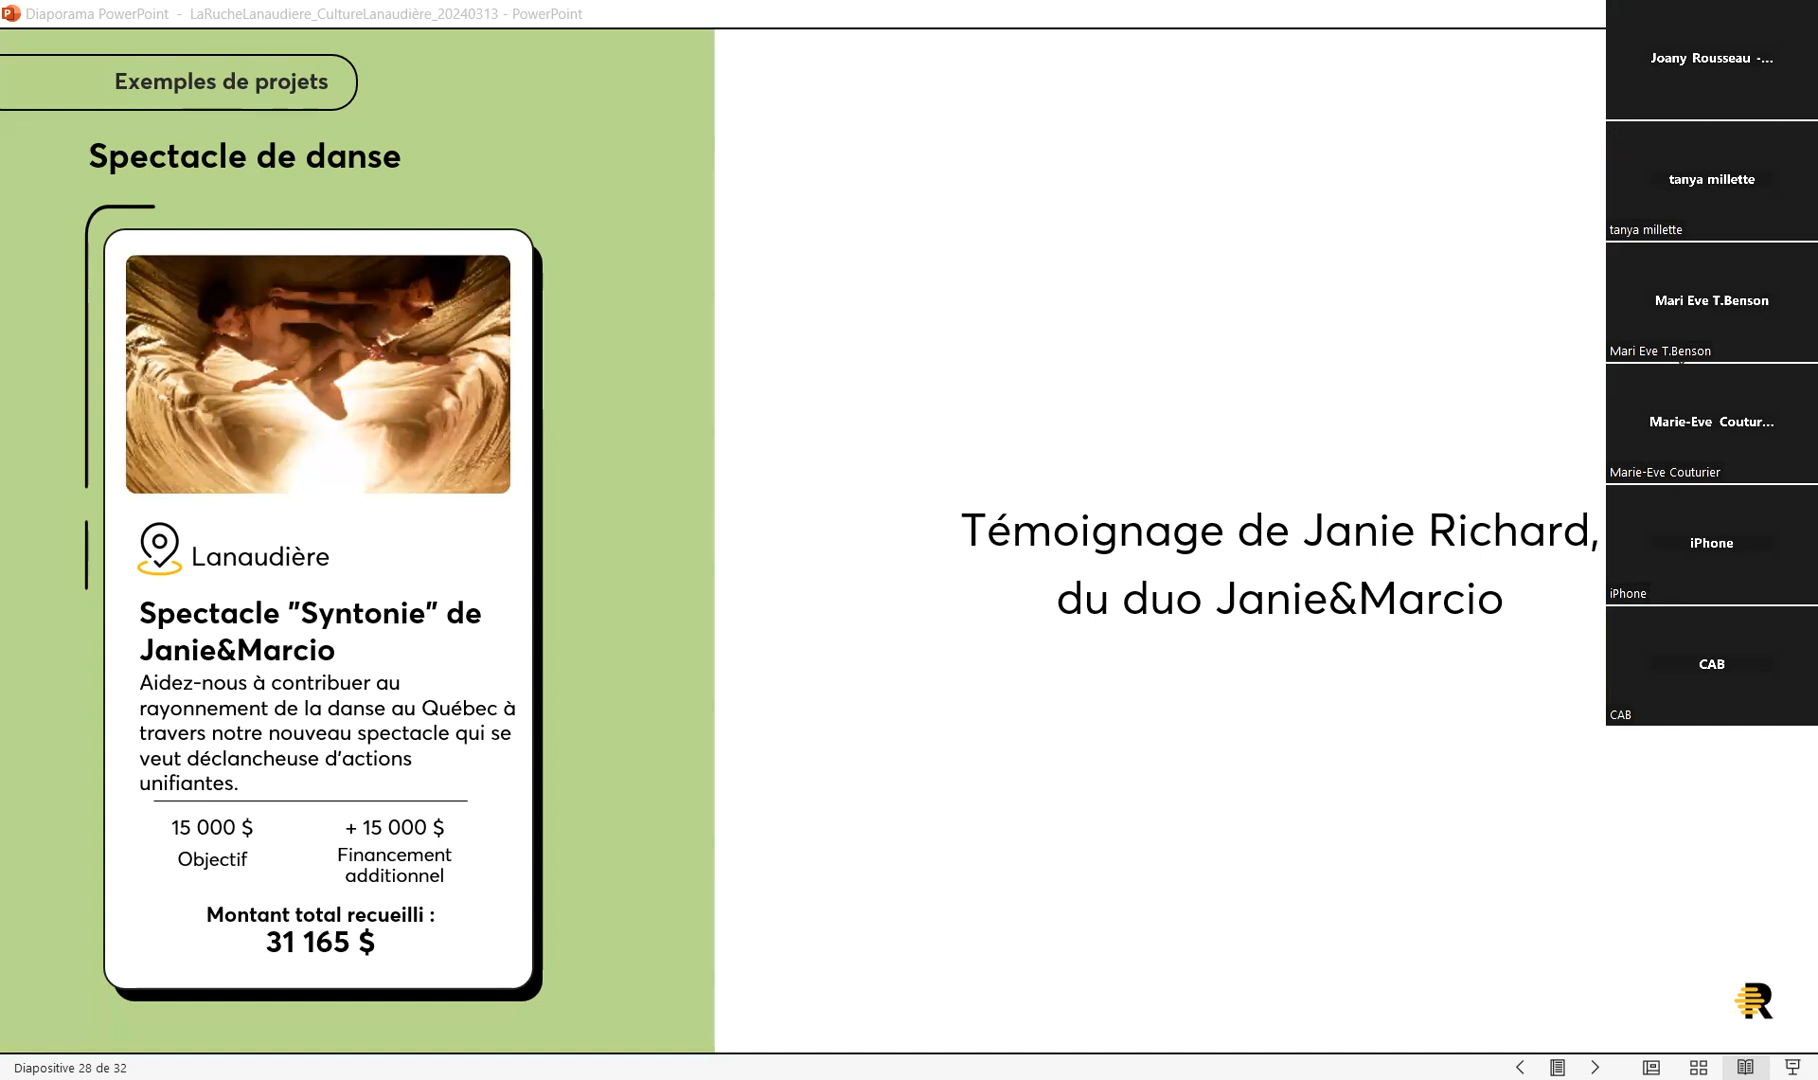 Diaporama PowerPoint - LaRucheLanaudiere_CultureLanaudière_20240313 - PowerPoint
Exemples de projets
Spectacle de danse
Lanaudière
Spectacle "Syntonie" de
Janie&Marcio
Aidez-nous à contribuer au
rayonnement de la danse au Québec à
travers notre nouveau spectacle qui se
veut déclancheuse d'actions
unifiantes.
15 000 $
Objectif
+ 15 000 $
Financement
additionnel
Montant total recueilli :
31 165 $
Témoignage de Janie Richard,
du duo Janie&Marcio
Joany Rousseau -...
tanya millette
tanya millette
Mari Eve T.Benson
Mari Eve T.Benson
Marie-Eve Coutur...
Marie-Eve Couturier
iPhone
iPhone
CAB
CAB
R
Diapositive 28 de 32